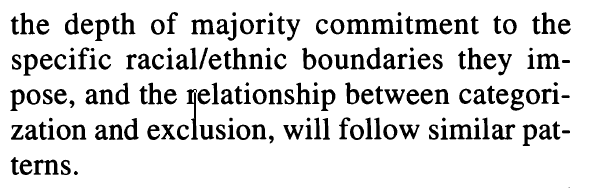 the depth of majority commitment to the
specific racial/ethnic boundaries they im-
pose, and the relationship between categori-
zation and exclusion, will follow similar pat-
terns.